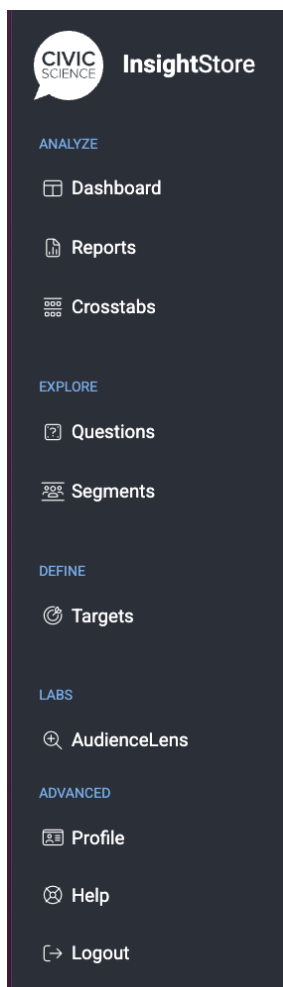 CIVIC
SCIENCE
InsightStore
ANALYZE
Dashboard
Reports
Crosstabs
EXPLORE
Questions
Segments
DEFINE
Targets
LABS
AudienceLens
ADVANCED
Profile
Help
Logout